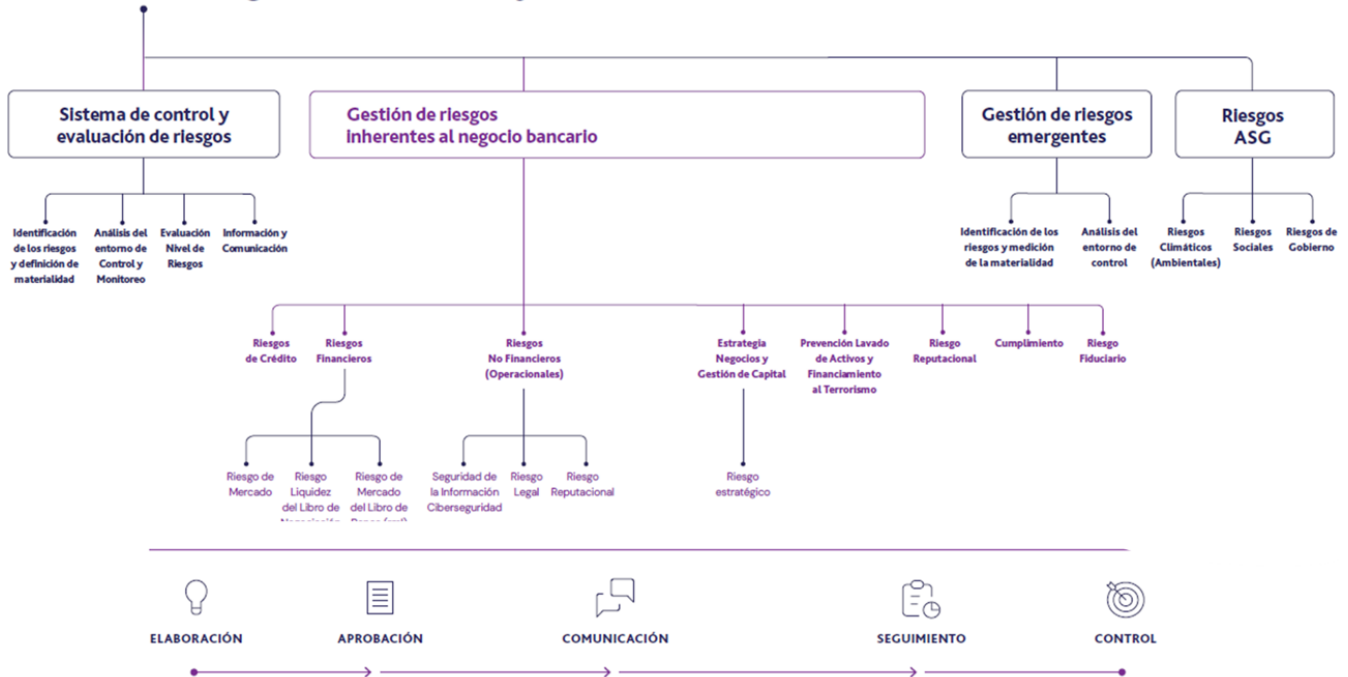 Sistema de control y
evaluación de riesgos
Gestión de riesgos
inherentes al negocio bancario
Gestión de riesgos
emergentes
Riesgos
ASG
Identificación
de los riesgos
y definición de
materialidad
Análisis del
entorno de
Control y
Monitoreo
Evaluación
Nivel de
Riesgos
Información y
Comunicación
Identificación de los
riesgos y medición
de la materialidad
Análisis del
entorno de
control
Riesgos
Climáticos
(Ambientales)
Riesgos
Sociales
Riesgos de
Gobierno
Riesgos
de Crédito
Riesgos
Financieros
Riesgos
No Financieros
(Operacionales)
Estrategia
Negocios y
Gestión de Capital
Prevención Lavado
de Activos y
Financiamiento
al Terrorismo
Riesgo
Reputacional
Cumplimiento
Riesgo
Fiduciario
Riesgo de
Mercado
Riesgo
Liquidez
del Libro de
Riesgo de
Mercado
del Libro de
Seguridad de
la Información
Ciberseguridad
Riesgo
Legal
Riesgo
Reputacional
Riesgo
estratégico
ELABORACIÓN
APROBACIÓN
COMUNICACIÓN
SEGUIMIENTO
CONTROL